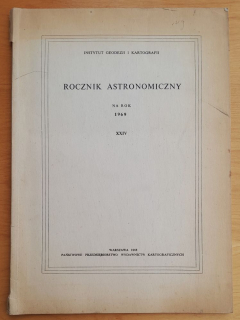 INSTYTUT GEODEZJI I KARTOGRAFII
ROCZNIK ASTRONOMICZNY
NA ROK
1969
XXIV
WARSZAWA 1968
PAŃSTWOWE PRZEDSIĘBIORSTWO WYDAWNICTW KARTOGRAFICZNYCH